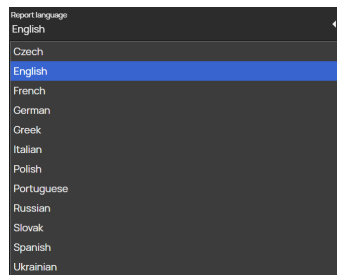 Report language
English
Czech
English
French
German
Greek
Italian
Polish
Portuguese
Russian
Slovak
Spanish
Ukrainian